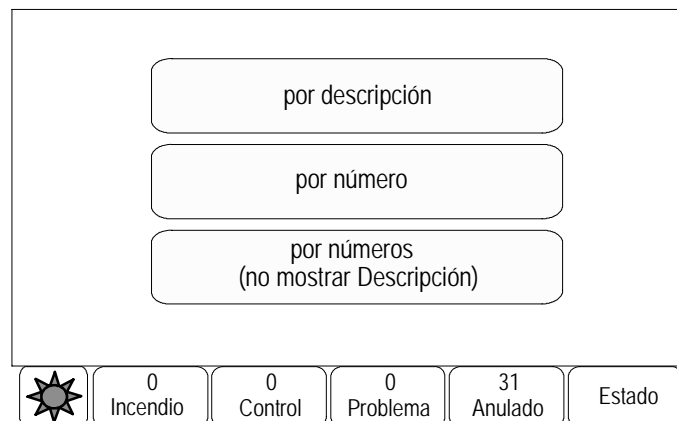 por descripción
por número
por números
(no mostrar Descripción)
0
Incendio
0
Control
0
Problema
31
Anulado
Estado